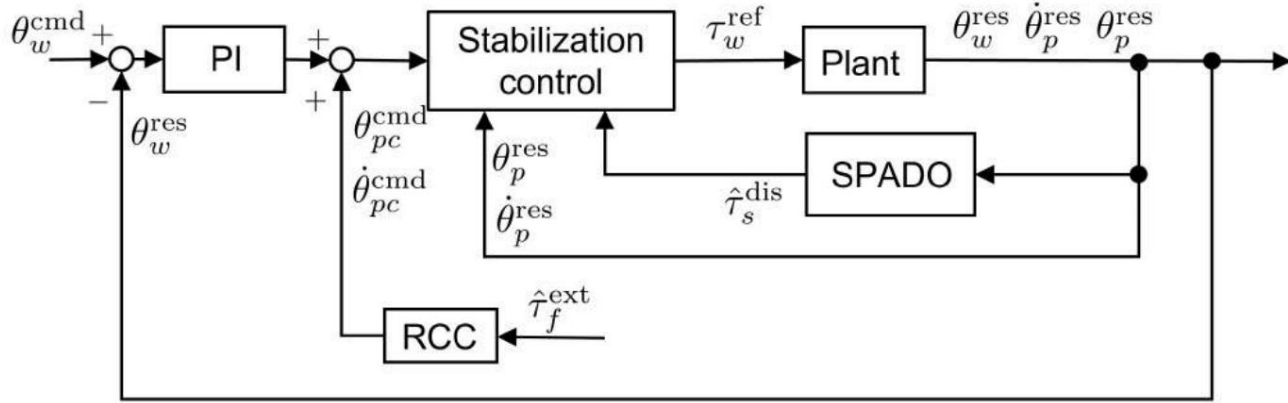 θ_w^cmd
+
−
θ_w^res
PI
+
+
θ_pc^cmd
θ̇_pc^cmd
Stabilization
control
τ_w^ref
Plant
θ_w^res θ̇_p^res θ_p^res
θ_p^res
θ̇_p^res
τ̂_s^dis
SPADO
RCC
τ̂_f^ext